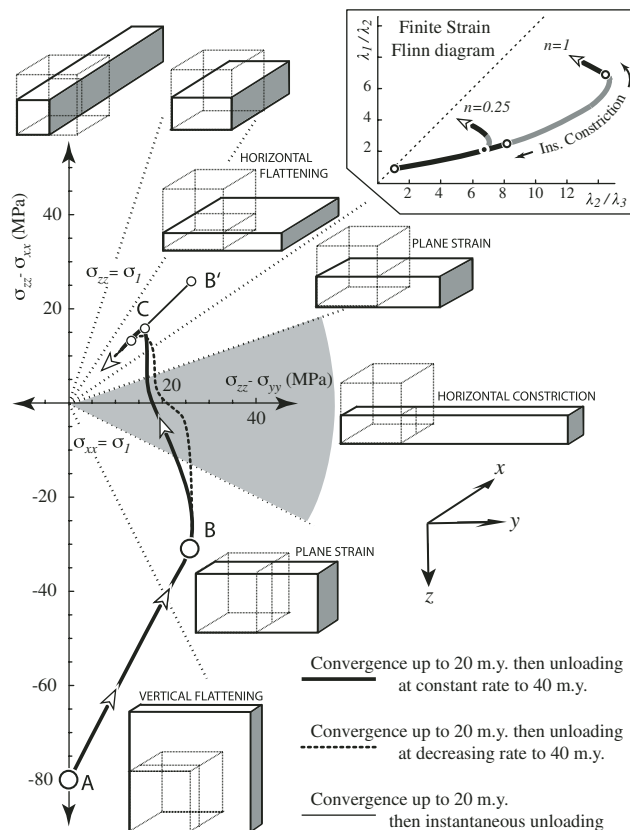 Finite Strain
Flinn diagram
λ1/λ2
6
4
2
2 4 6 8 10 12
λ2/λ3
n=1
n=0.25
Ins. Constriction
σzz- σxx (MPa)
40
20
0
-20
-40
-60
-80
HORIZONTAL
FLATTENING
PLANE STRAIN
σzz= σ1
B'
C
20
σzz- σyy (MPa)
40
HORIZONTAL CONSTRICTION
σxx= σ1
B
x
y
z
PLANE STRAIN
VERTICAL FLATTENING
A
Convergence up to 20 m.y. then unloading
at constant rate to 40 m.y.
Convergence up to 20 m.y. then unloading
at decreasing rate to 40 m.y.
Convergence up to 20 m.y.
then instantaneous unloading